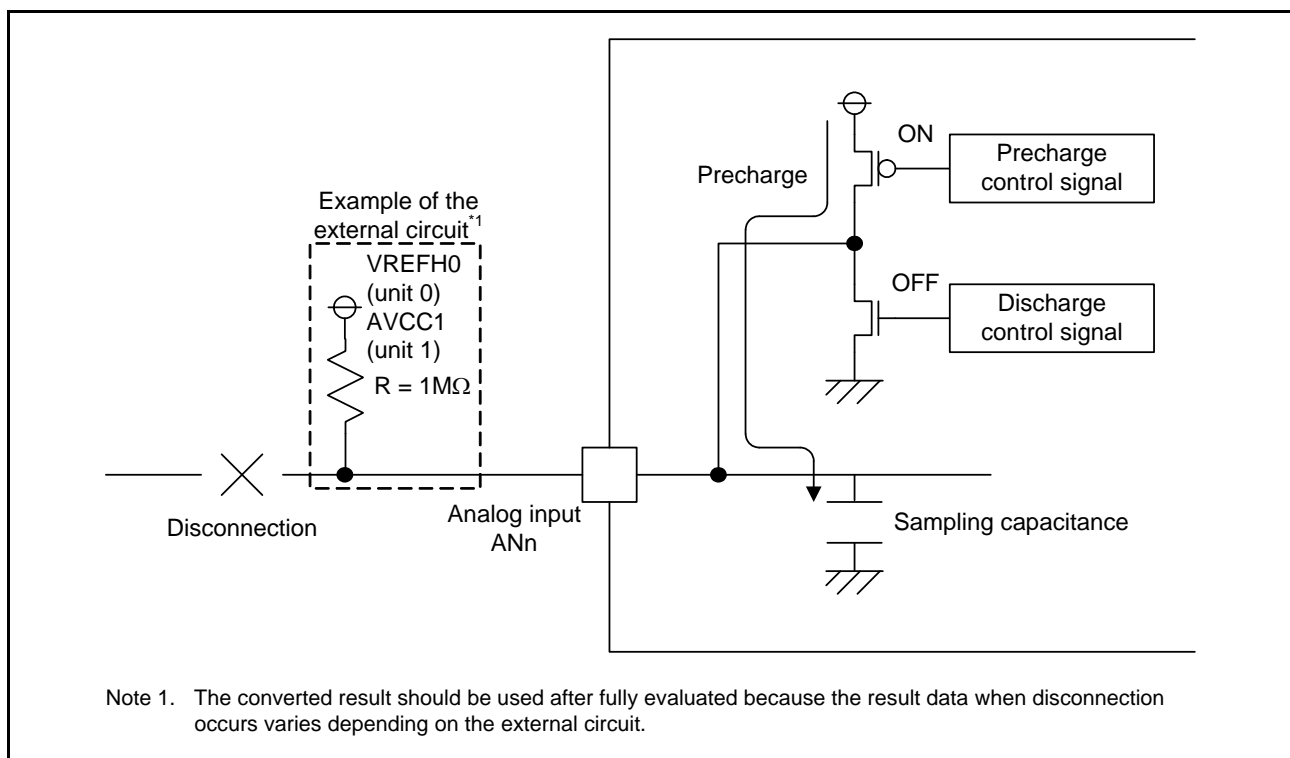 ON
Precharge
control signal
Precharge
Example of the
external circuit*1
VREFH0
(unit 0)
AVCC1
(unit 1)
R = 1MΩ
OFF
Discharge
control signal
Disconnection
Analog input
ANn
Sampling capacitance
Note 1. The converted result should be used after fully evaluated because the result data when disconnection
occurs varies depending on the external circuit.